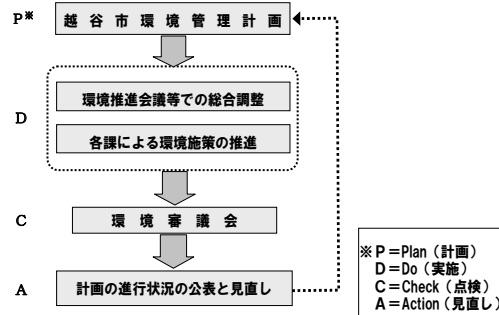 P※ 越谷市環境管理計画
D
環境推進会議等での総合調整
各課による環境施策の推進
C 環境審議会
A 計画の進行状況の公表と見直し
※P＝Plan（計画）
D＝Do（実施）
C＝Check（点検）
A＝Action（見直し）